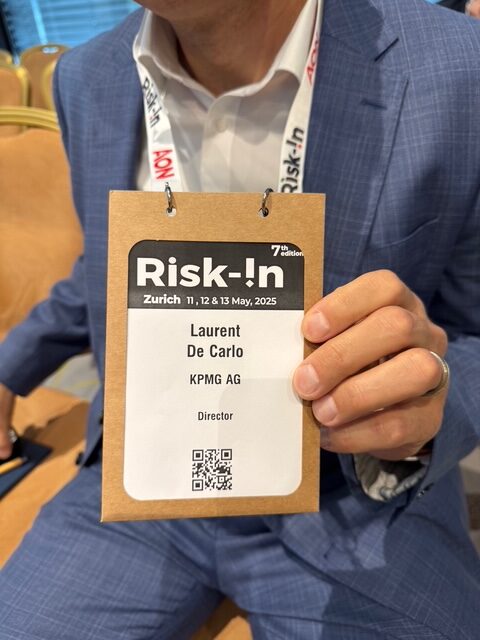 Risk-!n
AON
AON
Risk-!n
7th
edition
Risk-!n
Zurich 11, 12 & 13 May, 2025
Laurent
De Carlo
KPMG AG
Director